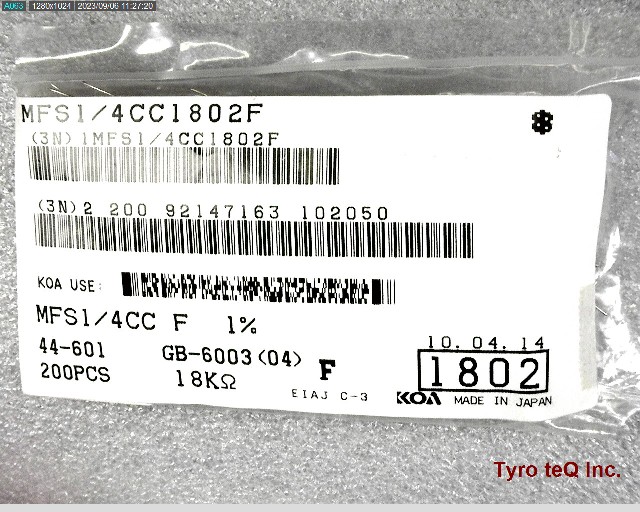 A063 1280x1024 2023/09/06 11:27:20
MFS1/4CC1802F
(3N)1MFS1/4CC1802F
(3N)2 200 92147163 102050
KOA USE:
MFS1/4CC F 1%
44-601 GB-6003(04) F
200PCS 18KΩ
EIAJ C-3
10.04.14
1802
KOA MADE IN JAPAN
Tyro teQ Inc.